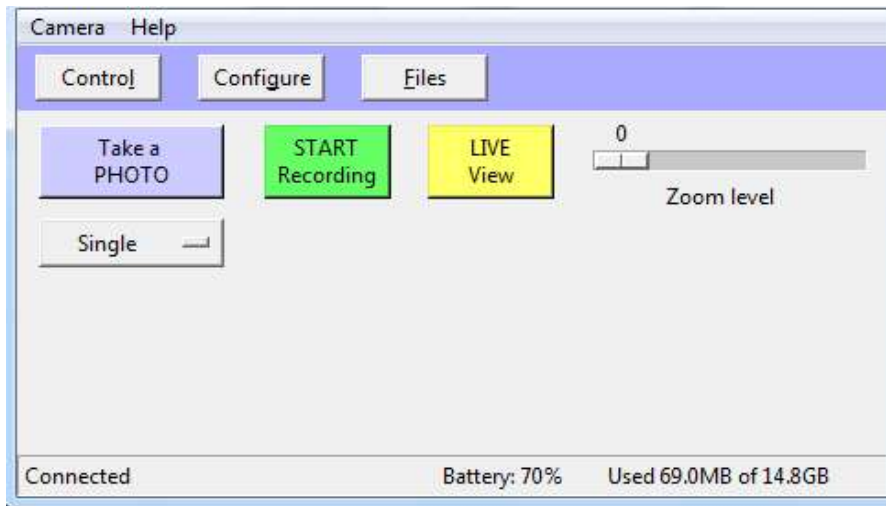 Camera Help
Control Configure Files
Take a
PHOTO
START
Recording
LIVE
View
0
Zoom level
Single
Connected Battery: 70% Used 69.0MB of 14.8GB